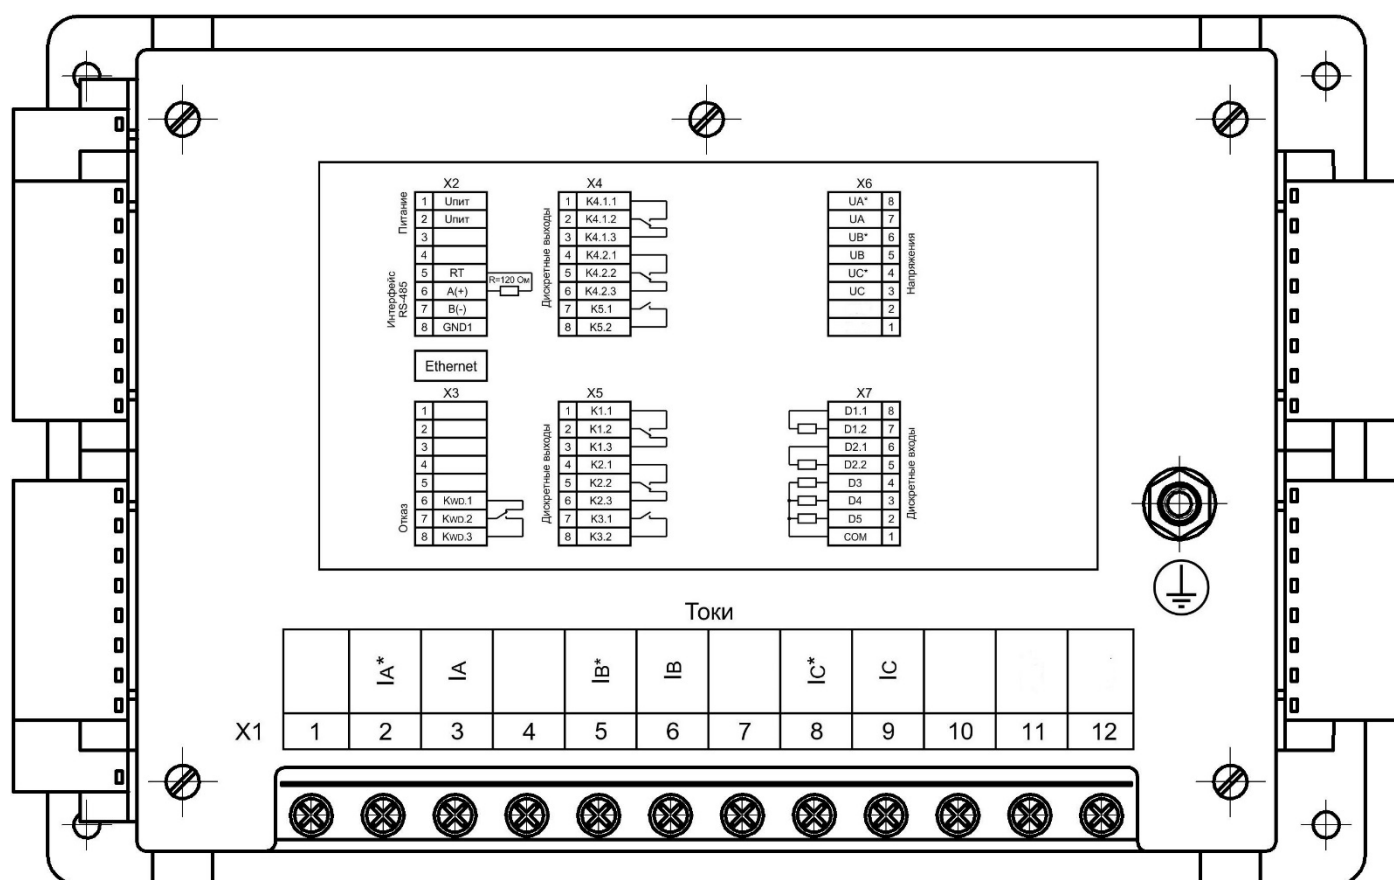 X2
Питание
1 Uпит
2 Uпит
3
4
Интерфейс
RS-485
5 RT
6 A(+)
7 B(-)
8 GND1
R=120 Ом
Ethernet
X3
1
2
3
4
5
Отказ
6 KWD.1
7 KWD.2
8 KWD.3
X4
Дискретные выходы
1 K4.1.1
2 K4.1.2
3 K4.1.3
4 K4.2.1
5 K4.2.2
6 K4.2.3
7 K5.1
8 K5.2
X5
Дискретные выходы
1 K1.1
2 K1.2
3 K1.3
4 K2.1
5 K2.2
6 K2.3
7 K3.1
8 K3.2
X6
UA* 8
UA 7
UB* 6
UB 5
UC* 4
UC 3
2
1
Напряжения
X7
D1.1 8
D1.2 7
D2.1 6
D2.2 5
D3 4
D4 3
D5 2
COM 1
Дискретные входы
Токи
IA* IA IB* IB IC* IC
X1 1 2 3 4 5 6 7 8 9 10 11 12